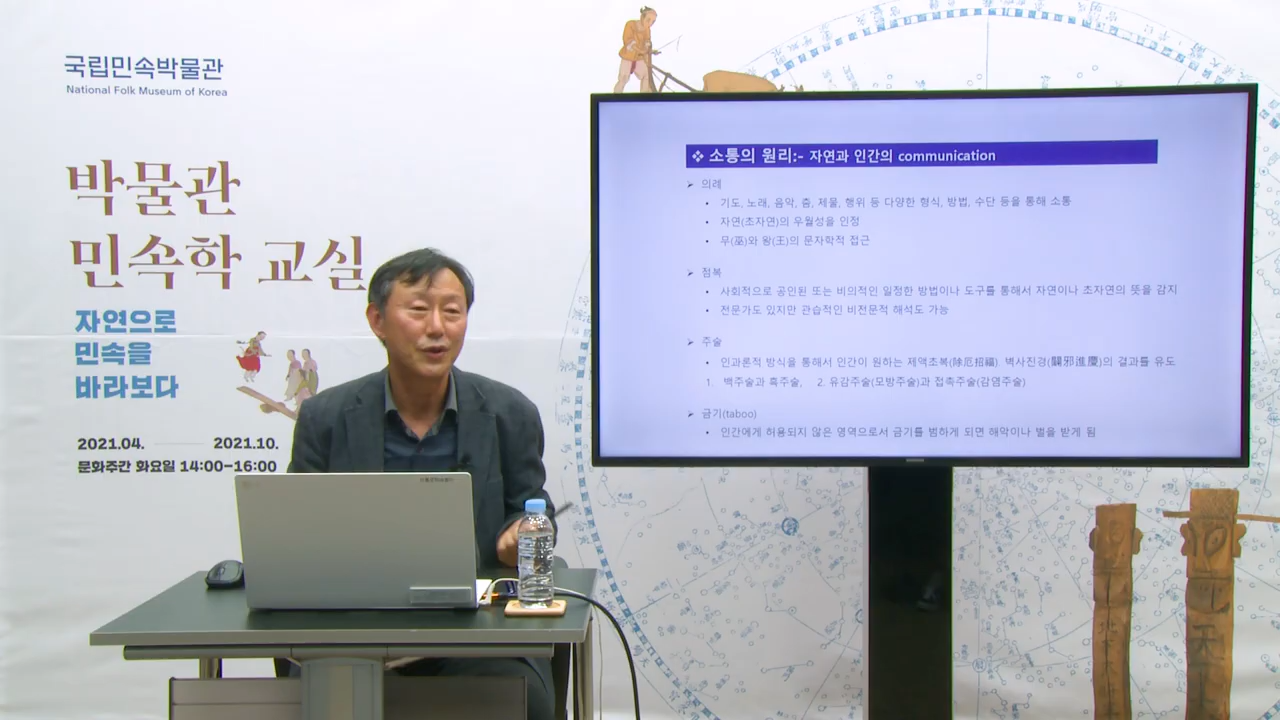 국립민속박물관
National Folk Museum of Korea
박물관
민속학 교실
자연으로
민속을
바라보다
2021.04. 2021.10.
문화주간 화요일 14:00-16:00
❖ 소통의 원리:- 자연과 인간의 communication
➢ 의례
• 기도, 노래, 음악, 춤, 제물, 행위 등 다양한 형식, 방법, 수단 등을 통해 소통
• 자연(초자연)의 우월성을 인정
• 무(巫)와 왕(王)의 문자학적 접근
➢ 점복
• 사회적으로 공인된 또는 비의적인 일정한 방법이나 도구를 통해서 자연이나 초자연의 뜻을 감지
• 전문가도 있지만 관습적인 비전문적 해석도 가능
➢ 주술
• 인과론적 방식을 통해서 인간이 원하는 제액초복(除厄招福) 벽사진경(闢邪進慶)의 결과를 유도
1. 백주술과 흑주술, 2. 유감주술(모방주술)과 접촉주술(감염주술)
➢ 금기(taboo)
• 인간에게 허용되지 않은 영역으로서 금기를 범하게 되면 해악이나 벌을 받게 됨